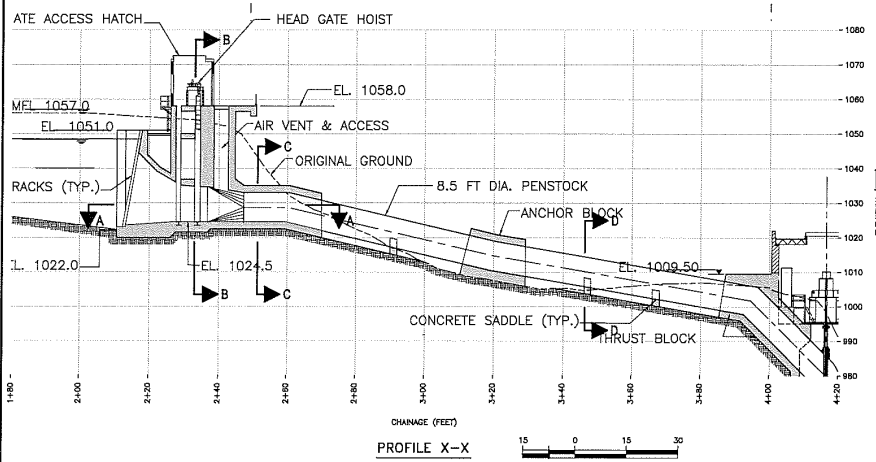 ATE ACCESS HATCH
HEAD GATE HOIST
B
1080
1070
EL. 1058.0
1060
MFL 1057.0
EL. 1051.0
AIR VENT & ACCESS
1050
C
ORIGINAL GROUND
1040
RACKS (TYP.)
8.5 FT DIA. PENSTOCK
A
A
ANCHOR BLOCK
1030
D
1020
EL. 1009.50
1010
EL. 1024.5
1022.0
B
C
1000
CONCRETE SADDLE (TYP.)
D
THRUST BLOCK
990
980
1+80
2+00
2+20
2+40
2+60
2+80
3+00
3+20
3+40
3+60
3+80
4+00
4+20
CHAINAGE (FEET)
PROFILE X-X
15 0 15 30